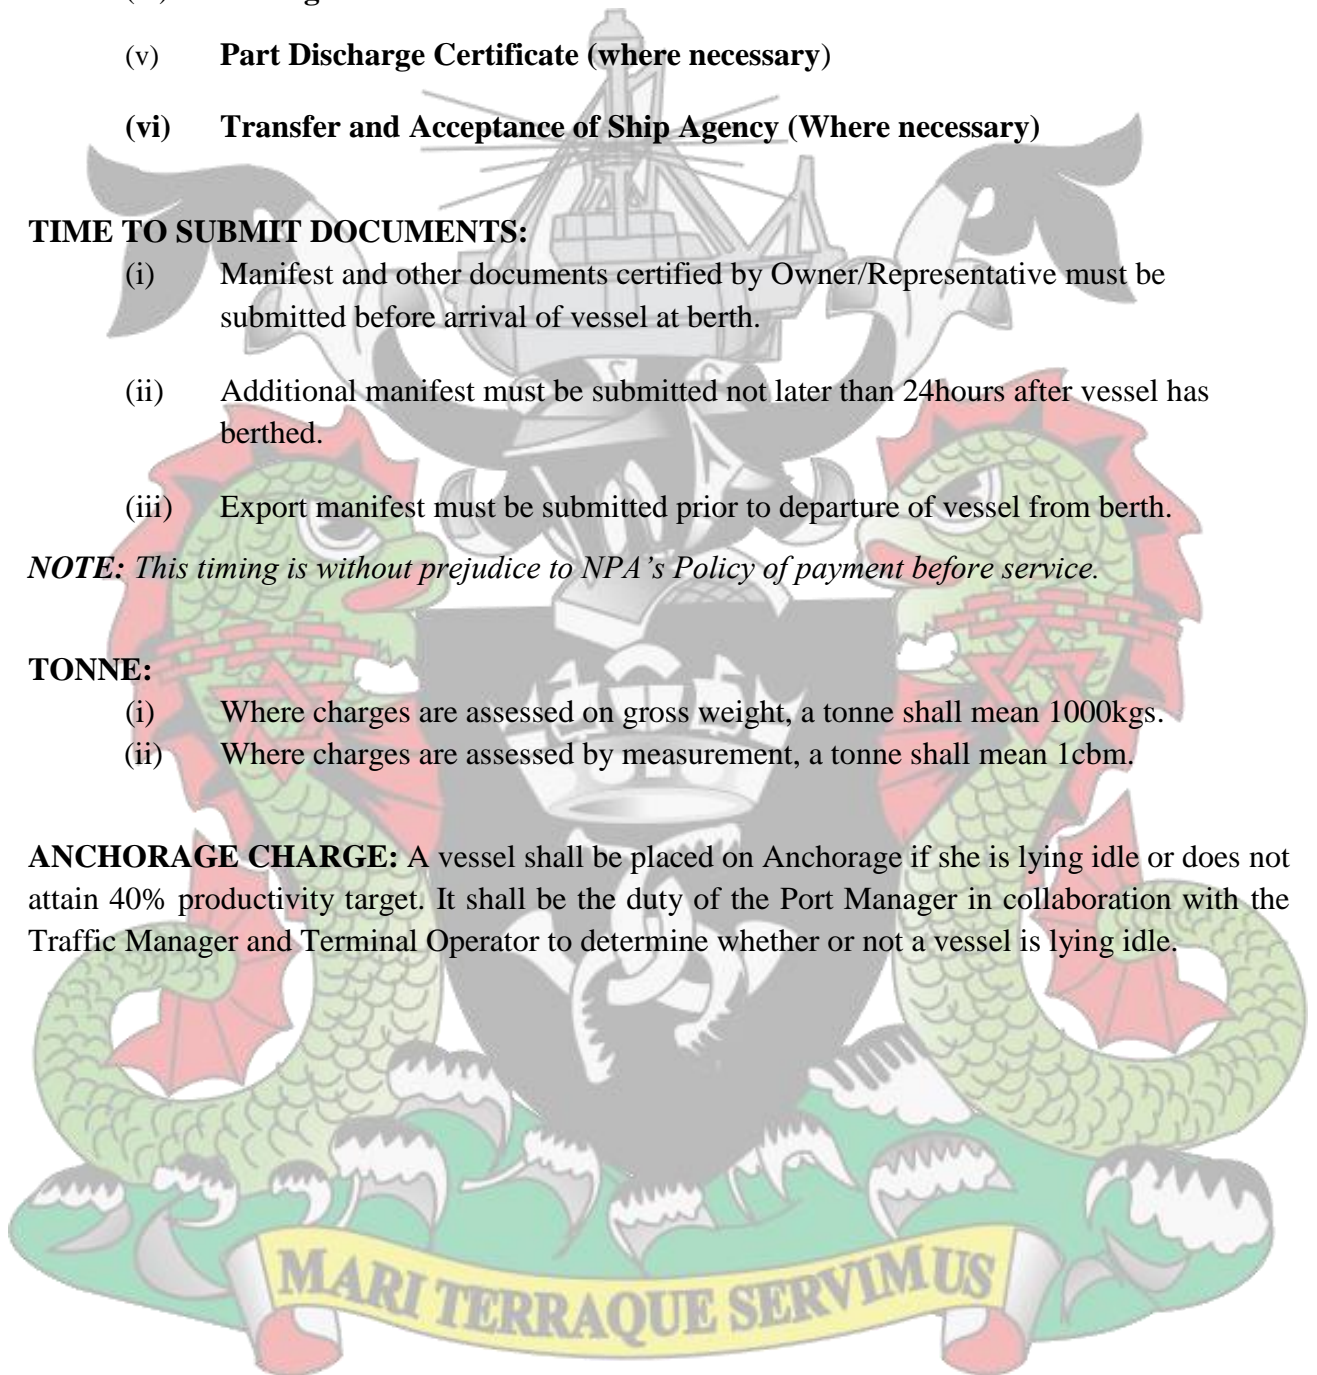 (v) Part Discharge Certificate (where necessary)
(vi) Transfer and Acceptance of Ship Agency (Where necessary)
TIME TO SUBMIT DOCUMENTS:
(i) Manifest and other documents certified by Owner/Representative must be
submitted before arrival of vessel at berth.
(ii) Additional manifest must be submitted not later than 24hours after vessel has
berthed.
(iii) Export manifest must be submitted prior to departure of vessel from berth.
NOTE: This timing is without prejudice to NPA’s Policy of payment before service.
TONNE:
(i) Where charges are assessed on gross weight, a tonne shall mean 1000kgs.
(ii) Where charges are assessed by measurement, a tonne shall mean 1cbm.
ANCHORAGE CHARGE: A vessel shall be placed on Anchorage if she is lying idle or does not
attain 40% productivity target. It shall be the duty of the Port Manager in collaboration with the
Traffic Manager and Terminal Operator to determine whether or not a vessel is lying idle.
MARI TERRAQUE SERVIMUS